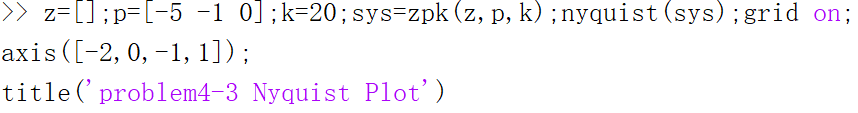 >> z=[];p=[-5 -1 0];k=20;sys=zpk(z,p,k);nyquist(sys);grid on;
axis([-2,0,-1,1]);
title('problem4-3 Nyquist Plot')